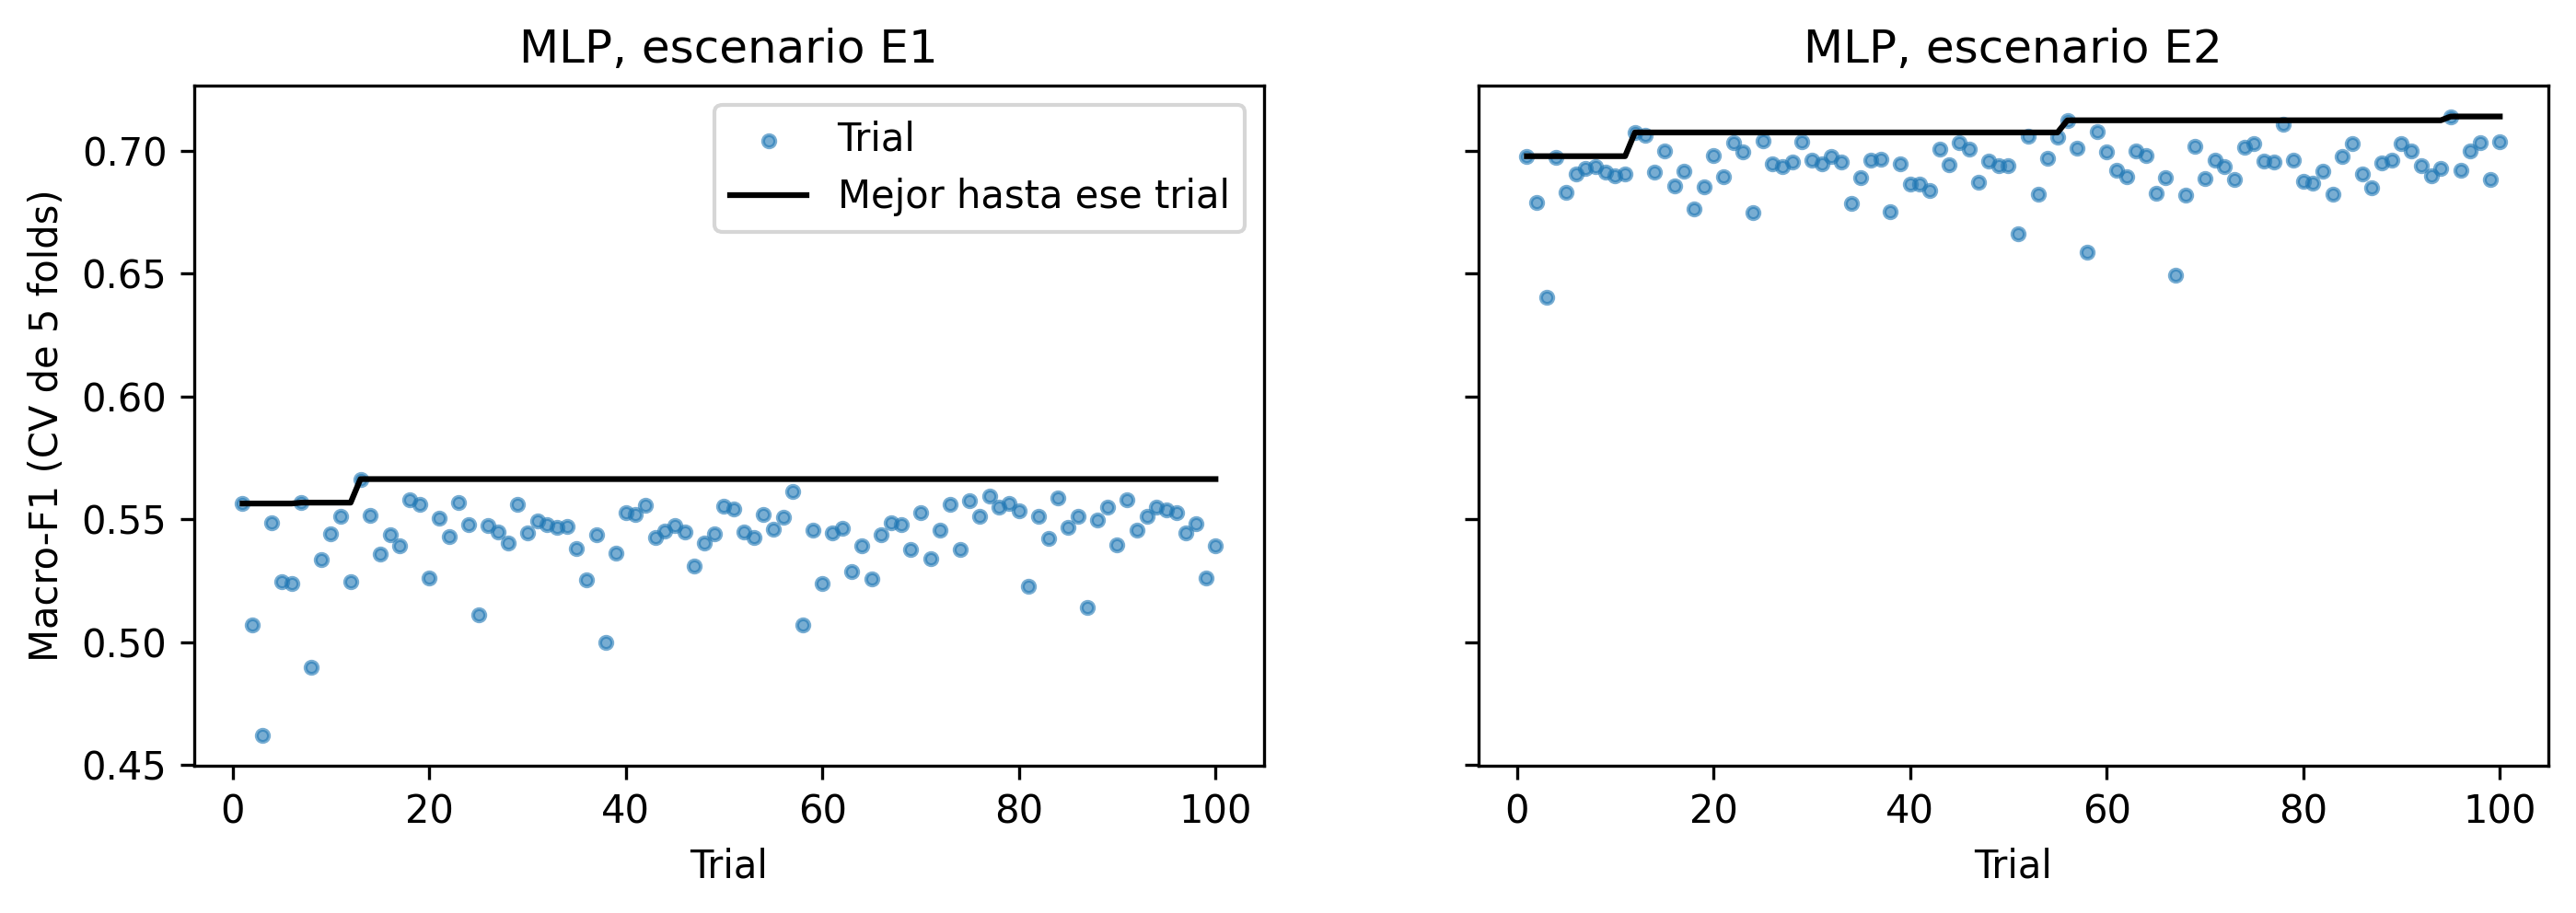 MLP, escenario E1
Trial
Mejor hasta ese trial
Macro-F1 (CV de 5 folds)
0.70
0.65
0.60
0.55
0.50
0.45
0 20 40 60 80 100
Trial
MLP, escenario E2
0 20 40 60 80 100
Trial